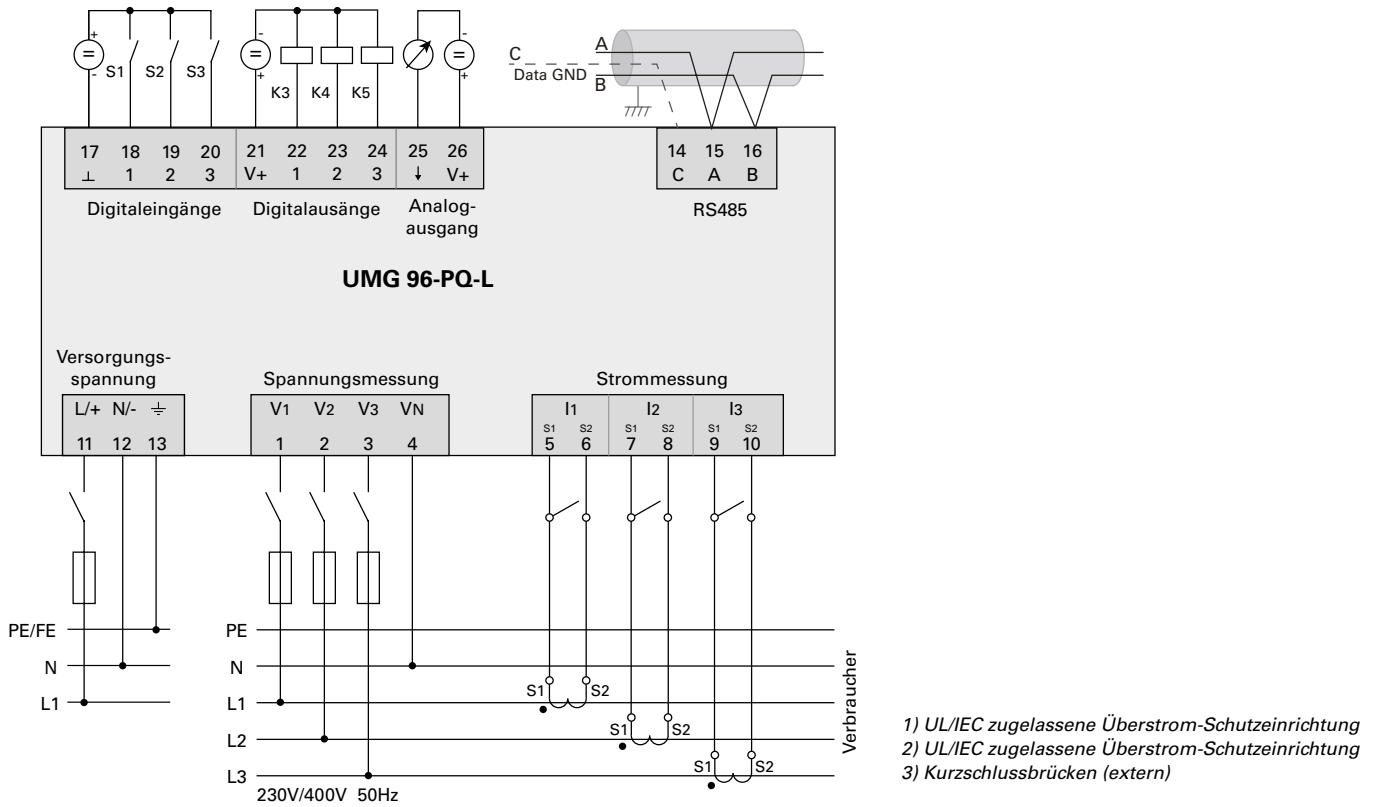 + - S1 S2 S3
- + K3 K4 K5
- +
C
Data GND
A
B
17 18 19 20 21 22 23 24 25 26
⊥ 1 2 3 V+ 1 2 3 ↓ V+
14 15 16
C A B
Digitaleingänge
Digitalausänge
Analog-
ausgang
RS485
UMG 96-PQ-L
Versorgungs-
spannung
Spannungsmessung
Strommessung
L/+ N/- ⏚
11 12 13
V1 V2 V3 VN
1 2 3 4
I1 I2 I3
S1 S2 S1 S2 S1 S2
5 6 7 8 9 10
PE/FE
N
L1
PE
N
L1
L2
L3
S1 S2
S1 S2
S1 S2
230V/400V 50Hz
Verbraucher
1) UL/IEC zugelassene Überstrom-Schutzeinrichtung
2) UL/IEC zugelassene Überstrom-Schutzeinrichtung
3) Kurzschlussbrücken (extern)